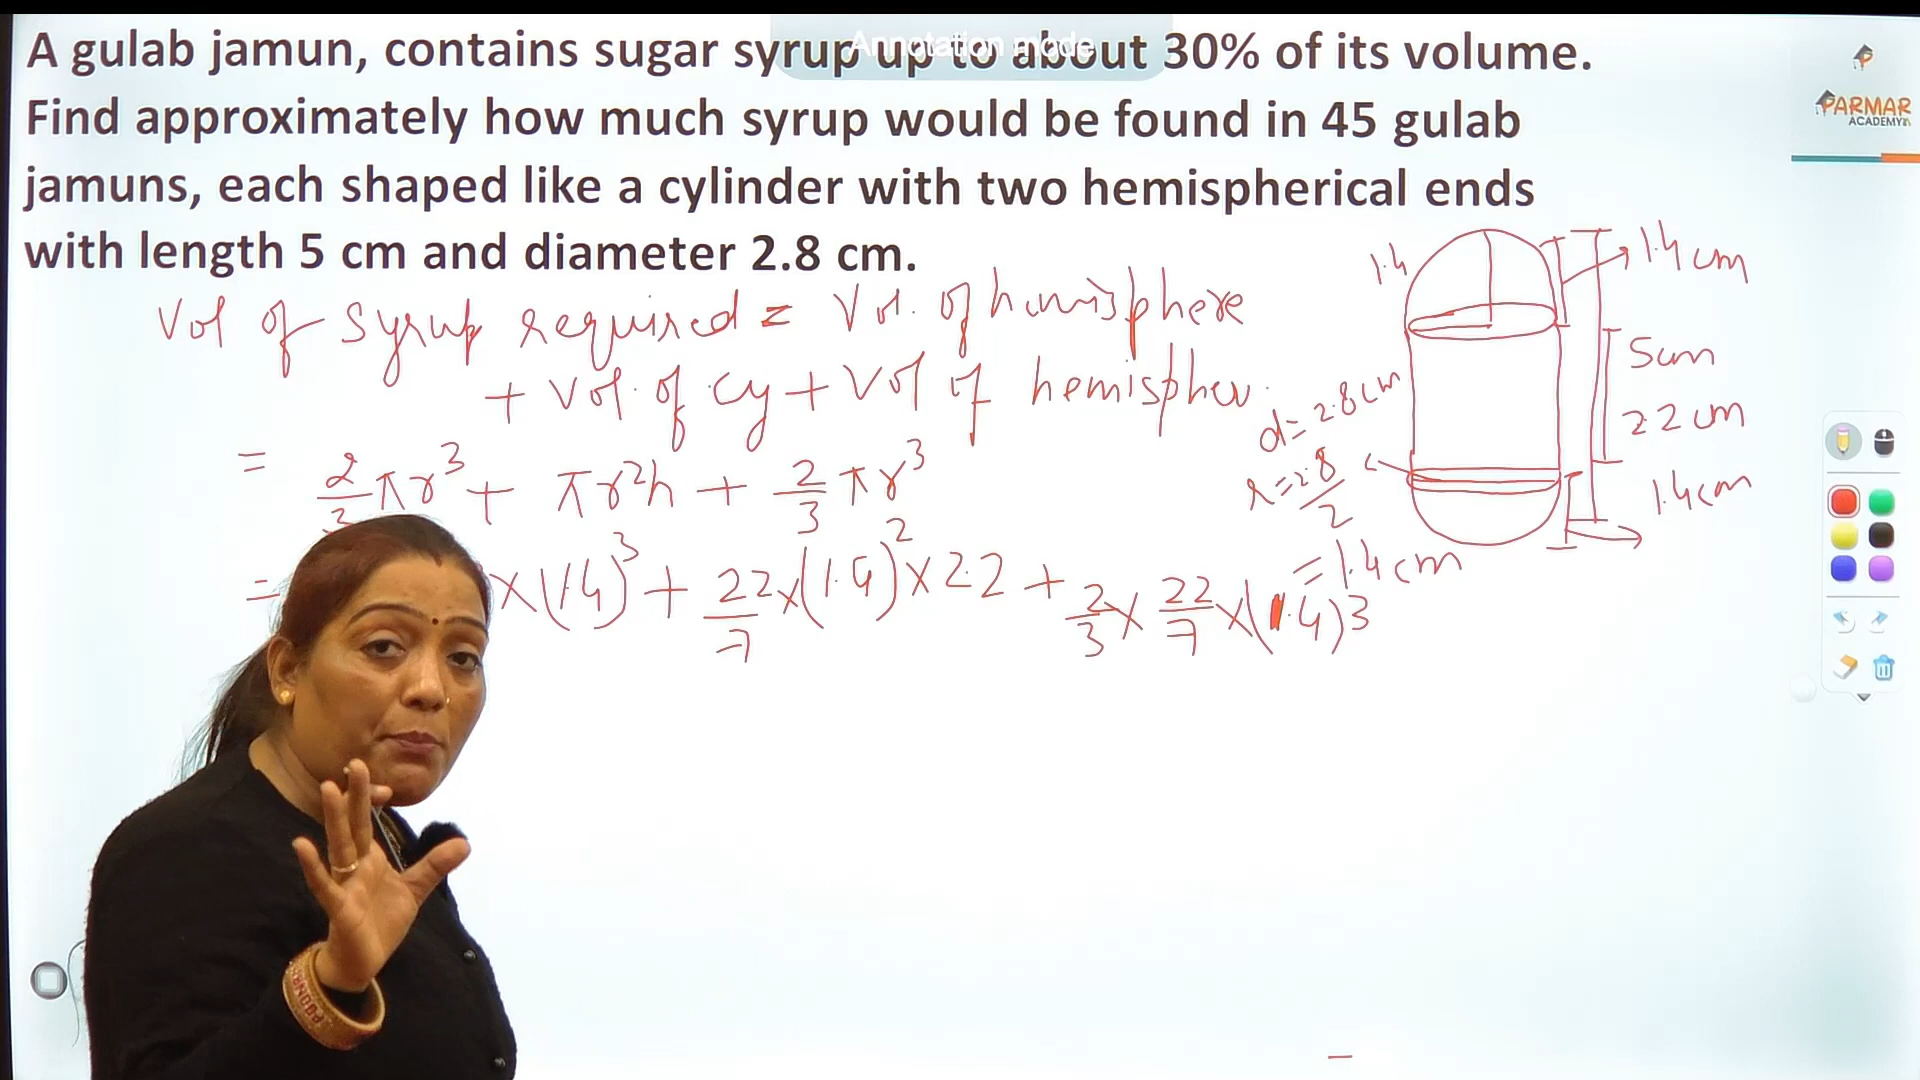 Annotation mode
A gulab jamun, contains sugar syrup up to about 30% of its volume.
Find approximately how much syrup would be found in 45 gulab
jamuns, each shaped like a cylinder with two hemispherical ends
with length 5 cm and diameter 2.8 cm.
PARMAR
ACADEMY
Vol of syrup required = Vol. of hemisphere
+ Vol. of cy + Vol of hemispher.
= 2/3 πr³ + πr²h + 2/3 πr³
= × (1.4)³ + 22/7 × (1.4)² × 2.2 + 2/3 × 22/7 × (1.4)³
1.4
1.4 cm
5cm
2.2 cm
1.4cm
d = 2.8 cm
r = 2.8/2
= 1.4 cm